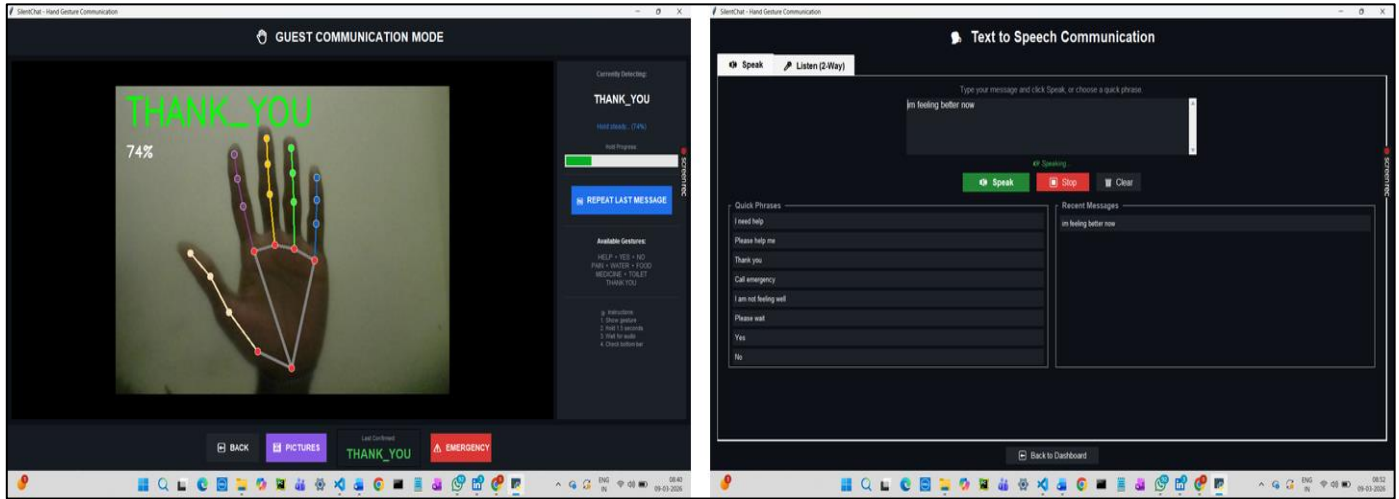 SilentChat - Hand Gesture Communication
GUEST COMMUNICATION MODE
THANK_YOU
74%
Currently Detecting:
THANK_YOU
Hold steady... (74%)
Hold Progress:
REPEAT LAST MESSAGE
Available Gestures:
HELP • YES • NO
PAIN • WATER • FOOD
MEDICINE • TOILET
THANK YOU
Instructions:
1. Show gesture
2. Hold 1.5 seconds
3. Wait for audio
4. Check bottom bar
screenrec
BACK
PICTURES
Last Confirmed:
THANK_YOU
EMERGENCY
ENG
IN
08:40
09-03-2026
SilentChat - Hand Gesture Communication
Text to Speech Communication
Speak
Listen (2-Way)
Type your message and click Speak, or choose a quick phrase.
im feeling better now
Speaking...
Speak
Stop
Clear
Quick Phrases
I need help
Please help me
Thank you
Call emergency
I am not feeling well
Please wait
Yes
No
Recent Messages
im feeling better now
screenrec
Back to Dashboard
ENG
IN
08:52
09-03-2026